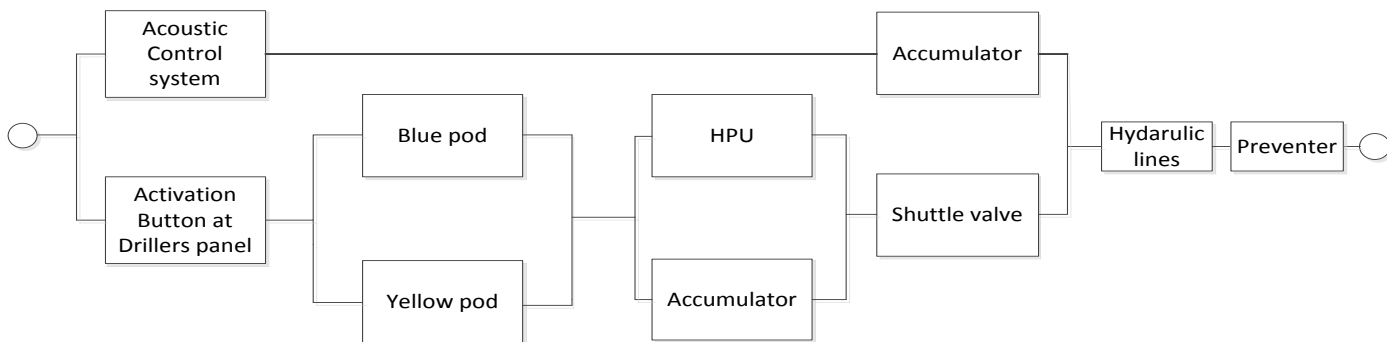 Acoustic
Control
system
Accumulator
Blue pod
HPU
Hydarulic
lines
Preventer
Activation
Button at
Drillers panel
Shuttle valve
Yellow pod
Accumulator